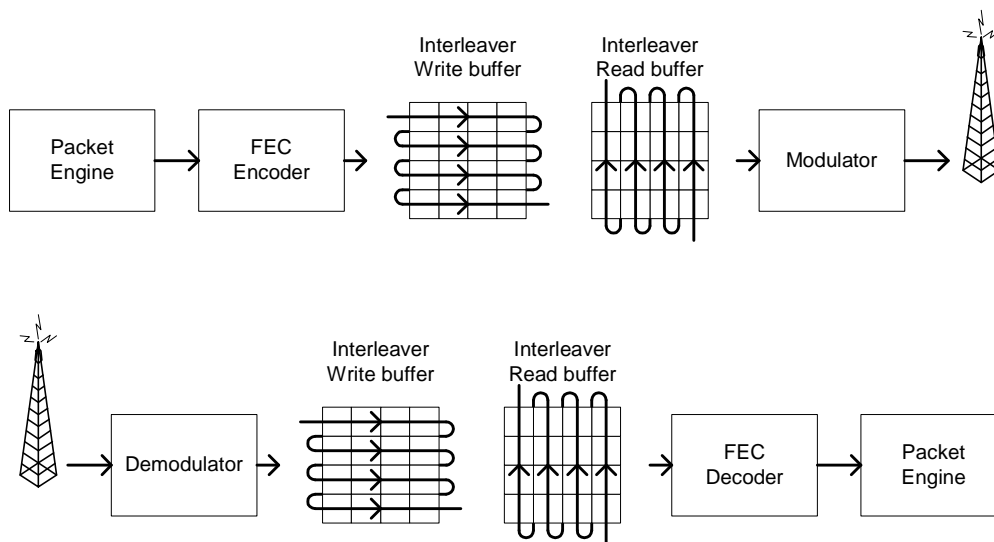 Interleaver
Write buffer
Interleaver
Read buffer
Packet
Engine
FEC
Encoder
Modulator
Interleaver
Write buffer
Interleaver
Read buffer
Demodulator
FEC
Decoder
Packet
Engine